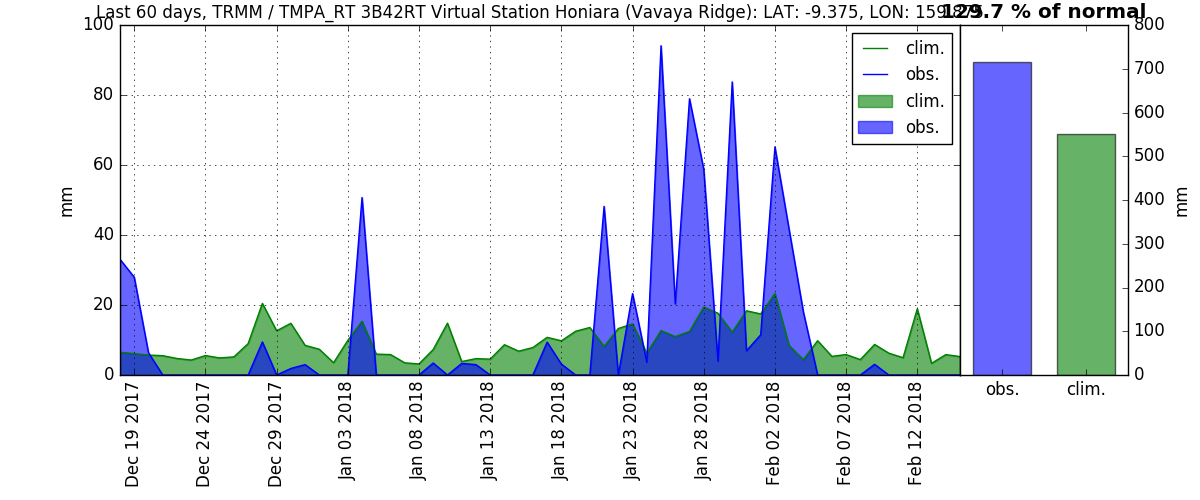 Last 60 days, TRMM / TMPA_RT 3B42RT Virtual Station Honiara (Vavaya Ridge): LAT: -9.375, LON:
129.7 % of normal
100
80
60
40
20
0
mm
clim.
obs.
clim.
obs.
800
700
600
500
400
300
200
100
0
mm
obs.
clim.
Dec 19 2017
Dec 24 2017
Dec 29 2017
Jan 03 2018
Jan 08 2018
Jan 13 2018
Jan 18 2018
Jan 23 2018
Jan 28 2018
Feb 02 2018
Feb 07 2018
Feb 12 2018